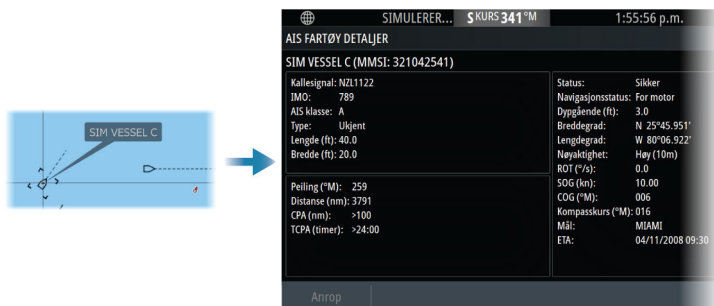 SIM VESSEL C
SIMULERER... S KURS 341 °M 1:55:56 p.m.
AIS FARTØY DETALJER
SIM VESSEL C (MMSI: 321042541)
Kallesignal: NZL1122
IMO: 789
AIS klasse: A
Type: Ukjent
Lengde (ft): 40.0
Bredde (ft): 20.0
Peiling (°M): 259
Distanse (nm): 3791
CPA (nm): >100
TCPA (timer): >24:00
Status: Sikker
Navigasjonsstatus: For motor
Dypgående (ft): 3.0
Breddegrad: N 25°45.951'
Lengdegrad: W 80°06.922'
Nøyaktighet: Høy (10m)
ROT (°/s): 0.0
SOG (kn): 10.00
COG (°M): 006
Kompasskurs (°M): 016
Mål: MIAMI
ETA: 04/11/2008 09:30
Anrop